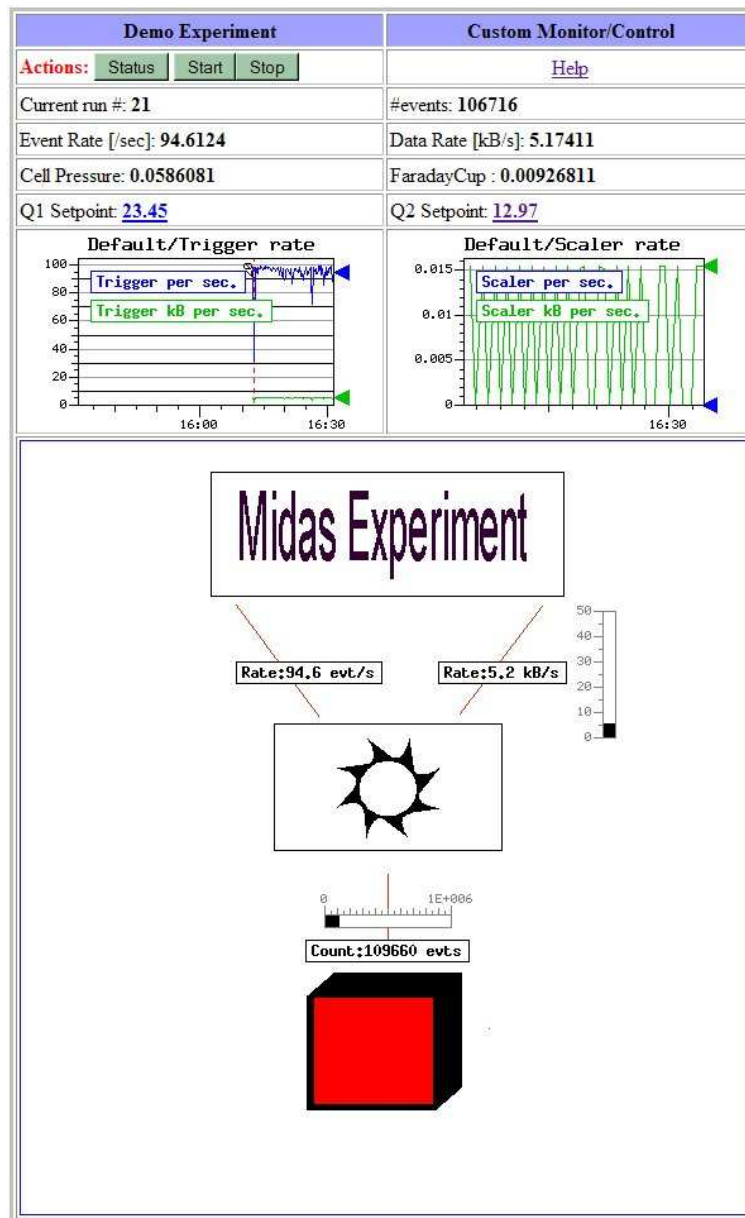 Demo Experiment Custom Monitor/Control
Actions: Status Start Stop Help
Current run #: 21 #events: 106716
Event Rate [/sec]: 94.6124 Data Rate [kB/s]: 5.17411
Cell Pressure: 0.0586081 FaradayCup : 0.00926811
Q1 Setpoint: 23.45 Q2 Setpoint: 12.97
Default/Trigger rate
100
80
60
40
20
0
Trigger per sec.
Trigger kB per sec.
16:00 16:30
Default/Scaler rate
0.015
0.01
0.005
0
Scaler per sec.
Scaler kB per sec.
16:30
Midas Experiment
50
40
30
20
10
0
Rate:94.6 evt/s Rate:5.2 kB/s
0 1E+006
Count:109660 evts